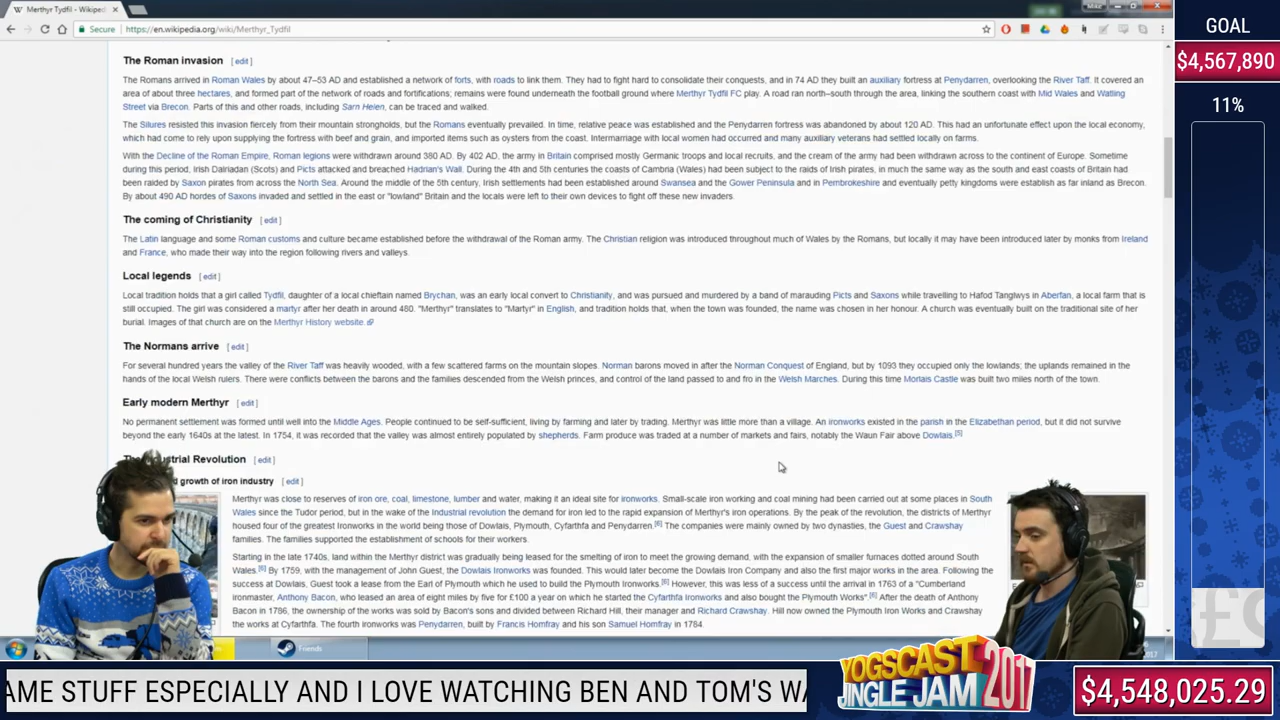 Merthyr Tydfil - Wikiped
Mike
Secure
https://en.wikipedia.org/wiki/Merthyr_Tydfil
GOAL
$4,567,890
11%
The Roman invasion [ edit ]
The Romans arrived in Roman Wales by about 47–53 AD and established a network of forts, with roads to link them. They had to fight hard to consolidate their conquests, and in 74 AD they built an auxiliary fortress at Penydarren, overlooking the River Taff. It covered an
area of about three hectares, and formed part of the network of roads and fortifications; remains were found underneath the football ground where Merthyr Tydfil FC play. A road ran north–south through the area, linking the southern coast with Mid Wales and Watling
Street via Brecon. Parts of this and other roads, including Sarn Helen, can be traced and walked.
The Silures resisted this invasion fiercely from their mountain strongholds, but the Romans eventually prevailed. In time, relative peace was established and the Penydarren fortress was abandoned by about 120 AD. This had an unfortunate effect upon the local economy,
which had come to rely upon supplying the fortress with beef and grain, and imported items such as oysters from the coast. Intermarriage with local women had occurred and many auxiliary veterans had settled locally on farms.
With the Decline of the Roman Empire, Roman legions were withdrawn around 380 AD. By 402 AD, the army in Britain comprised mostly Germanic troops and local recruits, and the cream of the army had been withdrawn across to the continent of Europe. Sometime
during this period, Irish Dalriadan (Scots) and Picts attacked and breached Hadrian's Wall. During the 4th and 5th centuries the coasts of Cambria (Wales) had been subject to the raids of Irish pirates, in much the same way as the south and east coasts of Britain had
been raided by Saxon pirates from across the North Sea. Around the middle of the 5th century, Irish settlements had been established around Swansea and the Gower Peninsula and in Pembrokeshire and eventually petty kingdoms were establish as far inland as Brecon.
By about 490 AD hordes of Saxons invaded and settled in the east or "lowland" Britain and the locals were left to their own devices to fight off these new invaders.
The coming of Christianity [ edit ]
The Latin language and some Roman customs and culture became established before the withdrawal of the Roman army. The Christian religion was introduced throughout much of Wales by the Romans, but locally it may have been introduced later by monks from Ireland
and France, who made their way into the region following rivers and valleys.
Local legends [ edit ]
Local tradition holds that a girl called Tydfil, daughter of a local chieftain named Brychan, was an early local convert to Christianity, and was pursued and murdered by a band of marauding Picts and Saxons while travelling to Hafod Tanglwys in Aberfan, a local farm that is
still occupied. The girl was considered a martyr after her death in around 480. "Merthyr" translates to "Martyr" in English, and tradition holds that, when the town was founded, the name was chosen in her honour. A church was eventually built on the traditional site of her
burial. Images of that church are on the Merthyr History website.
The Normans arrive [ edit ]
For several hundred years the valley of the River Taff was heavily wooded, with a few scattered farms on the mountain slopes. Norman barons moved in after the Norman Conquest of England, but by 1093 they occupied only the lowlands; the uplands remained in the
hands of the local Welsh rulers. There were conflicts between the barons and the families descended from the Welsh princes, and control of the land passed to and fro in the Welsh Marches. During this time Morlais Castle was built two miles north of the town.
Early modern Merthyr [ edit ]
No permanent settlement was formed until well into the Middle Ages. People continued to be self-sufficient, living by farming and later by trading. Merthyr was little more than a village. An ironworks existed in the parish in the Elizabethan period, but it did not survive
beyond the early 1640s at the latest. In 1754, it was recorded that the valley was almost entirely populated by shepherds. Farm produce was traded at a number of markets and fairs, notably the Waun Fair above Dowlais.[5]
Industrial Revolution [ edit ]
growth of iron industry [ edit ]
Merthyr was close to reserves of iron ore, coal, limestone, lumber and water, making it an ideal site for ironworks. Small-scale iron working and coal mining had been carried out at some places in South
Wales since the Tudor period, but in the wake of the Industrial revolution the demand for iron led to the rapid expansion of Merthyr's iron operations. By the peak of the revolution, the districts of Merthyr
housed four of the greatest Ironworks in the world being those of Dowlais, Plymouth, Cyfarthfa and Penydarren.[6] The companies were mainly owned by two dynasties, the Guest and Crawshay
families. The families supported the establishment of schools for their workers.
Starting in the late 1740s, land within the Merthyr district was gradually being leased for the smelting of iron to meet the growing demand, with the expansion of smaller furnaces dotted around South
Wales.[6] By 1759, with the management of John Guest, the Dowlais Ironworks was founded. This would later become the Dowlais Iron Company and also the first major works in the area. Following the
success at Dowlais, Guest took a lease from the Earl of Plymouth which he used to build the Plymouth Ironworks.[6] However, this was less of a success until the arrival in 1763 of a "Cumberland
ironmaster, Anthony Bacon, who leased an area of eight miles by five for £100 a year on which he started the Cyfarthfa Ironworks and also bought the Plymouth Works".[6] After the death of Anthony
Bacon in 1786, the ownership of the works was sold by Bacon's sons and divided between Richard Hill, their manager and Richard Crawshay. Hill now owned the Plymouth Iron Works and Crawshay
the works at Cyfarthfa. The fourth ironworks was Penydarren, built by Francis Homfray and his son Samuel Homfray in 1784.
Friends
2017
AME STUFF ESPECIALLY AND I LOVE WATCHING BEN AND TOM'S WA
YOGSCAST
JINGLE JAM 2017
$4,548,025.29